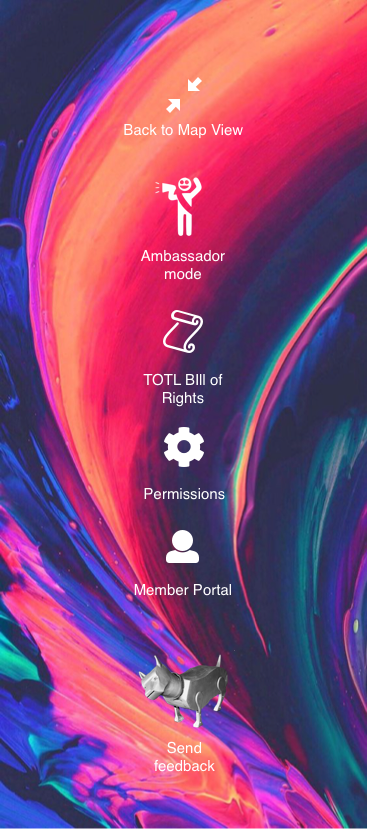 Back to Map View
Ambassador
mode
TOTL BIll of
Rights
Permissions
Member Portal
Send
feedback